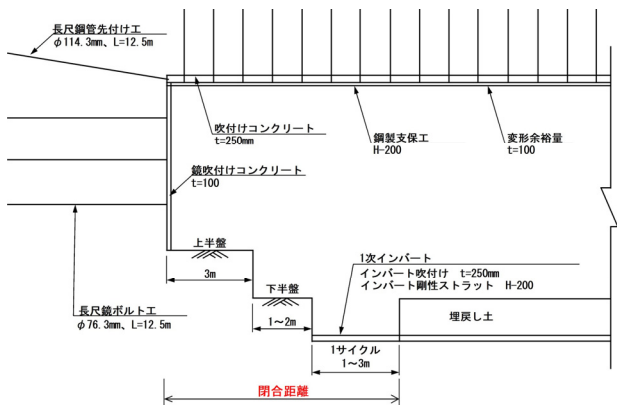 長尺鋼管先付け工
φ114.3mm、L=12.5m
吹付けコンクリート
t=250mm
鋼製支保工
H-200
変形余裕量
t=100
鏡吹付けコンクリート
t=100
上半盤
3m
下半盤
1~2m
1次インバート
インバート吹付け t=250mm
インバート剛性ストラット H-200
埋戻し土
長尺鏡ボルト工
φ76.3mm、L=12.5m
1サイクル
1~3m
閉合距離